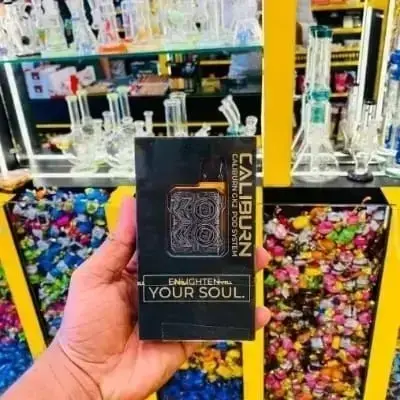 CALIBURN
CALIBURN GK2 POD SYSTEM
ENLIGHTEN
YOUR SOUL.